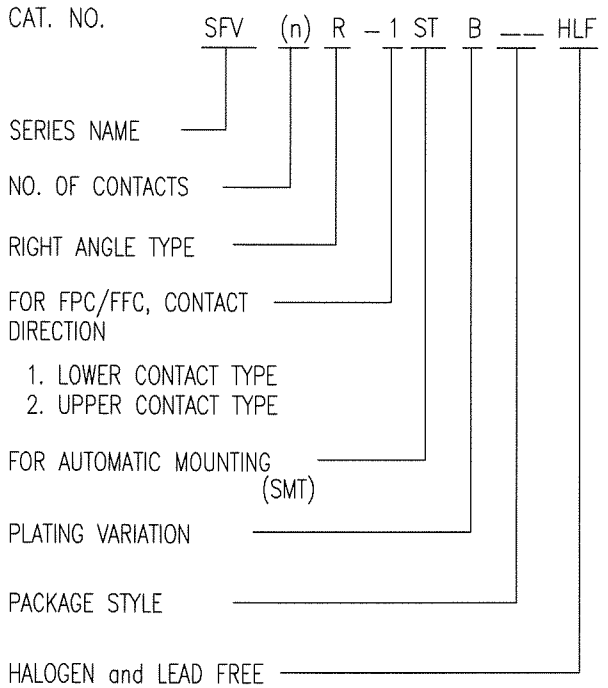 CAT. NO. SFV (n) R - 1 ST B __ HLF
SERIES NAME
NO. OF CONTACTS
RIGHT ANGLE TYPE
FOR FPC/FFC, CONTACT
DIRECTION
1. LOWER CONTACT TYPE
2. UPPER CONTACT TYPE
FOR AUTOMATIC MOUNTING
(SMT)
PLATING VARIATION
PACKAGE STYLE
HALOGEN and LEAD FREE